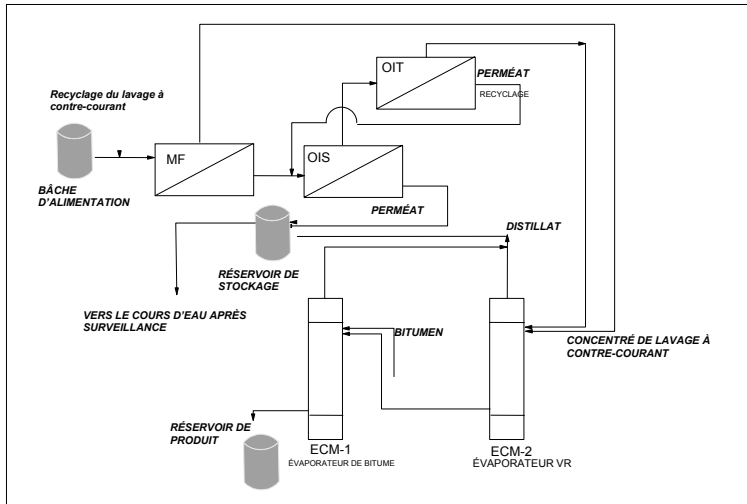 OIT
PERMÉAT
RECYCLAGE
Recyclage du lavage à
contre-courant
MF
OIS
BÂCHE
D'ALIMENTATION
PERMÉAT
DISTILLAT
RÉSERVOIR DE
STOCKAGE
VERS LE COURS D'EAU APRÈS
SURVEILLANCE
BITUMEN
CONCENTRÉ DE LAVAGE À
CONTRE-COURANT
RÉSERVOIR DE
PRODUIT
ECM-1
ÉVAPORATEUR DE BITUME
ECM-2
ÉVAPORATEUR VR